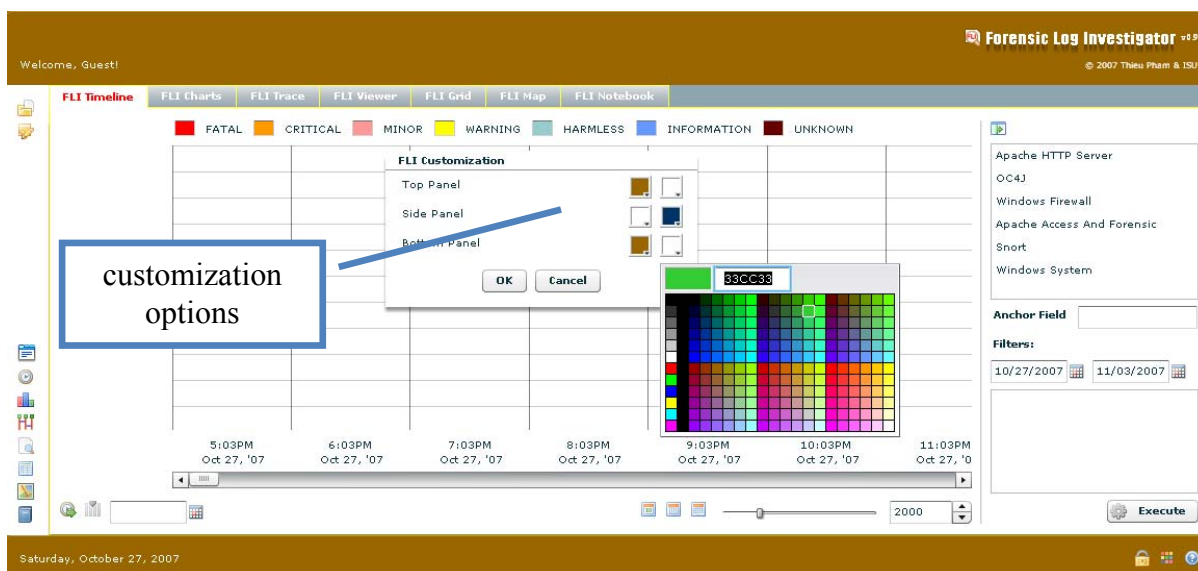 Forensic Log Investigator v0.9
Welcome, Guest!
© 2007 Thieu Pham & ISU
FLI Timeline FLI Charts FLI Trace FLI Viewer FLI Grid FLI Map FLI Notebook
FATAL CRITICAL MINOR WARNING HARMLESS INFORMATION UNKNOWN
FLI Customization
Top Panel
Side Panel
Bottom Panel
OK Cancel
33CC33
customization
options
Apache HTTP Server
OC4J
Windows Firewall
Apache Access And Forensic
Snort
Windows System
Anchor Field
Filters:
10/27/2007 11/03/2007
5:03PM 6:03PM 7:03PM 8:03PM 9:03PM 10:03PM 11:03PM
Oct 27, '07 Oct 27, '07 Oct 27, '07 Oct 27, '07 Oct 27, '07 Oct 27, '07 Oct 27, '0
2000
Execute
Saturday, October 27, 2007